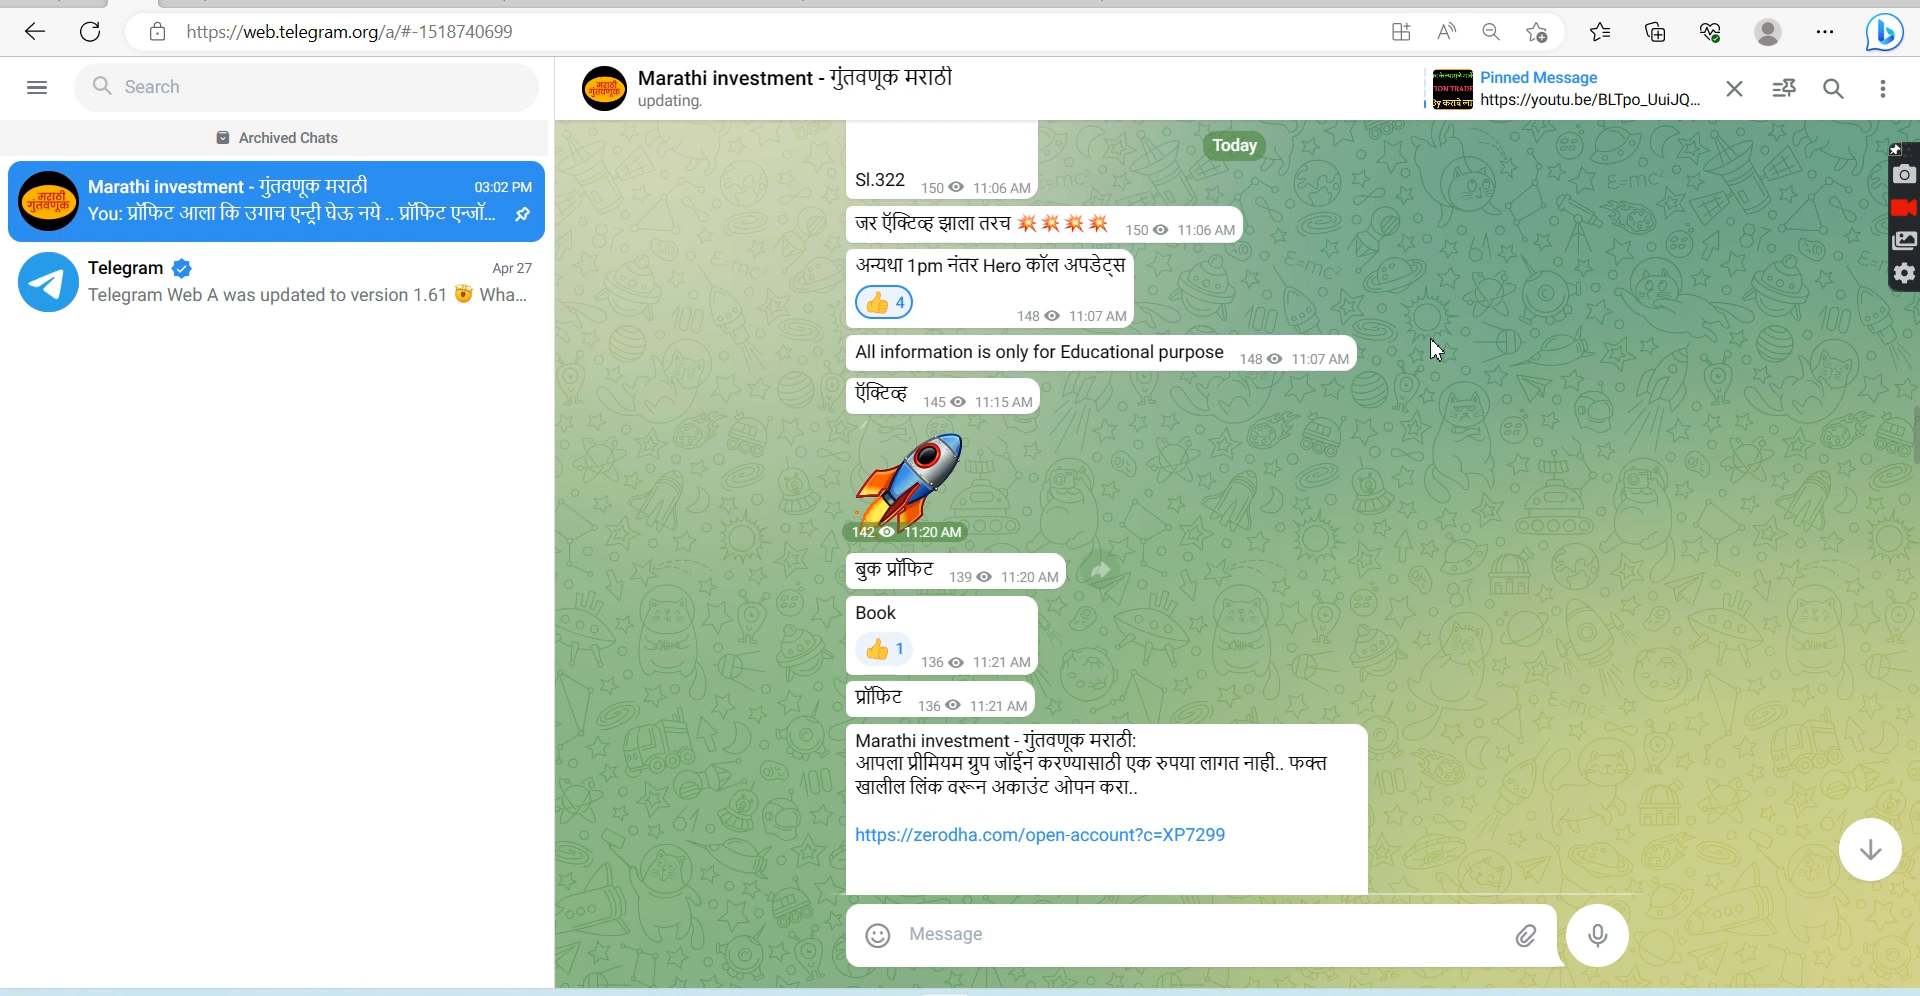 https://web.telegram.org/a/#-1518740699
Search
Archived Chats
Marathi investment - गुंतवणूक मराठी
03:02 PM
You: प्रॉफिट आला कि उगाच एन्ट्री घेऊ नये .. प्रॉफिट एन्जॉ...
Telegram
Apr 27
Telegram Web A was updated to version 1.61 🥳 Wha...
मराठी
गुंतवणूक
Marathi investment - गुंतवणूक मराठी
updating.
Pinned Message
https://youtu.be/BLTpo_UuiJQ...
Today
Sl.322
150 11:06 AM
जर ऍक्टिव्ह झाला तरच 💥💥💥💥
150 11:06 AM
अन्यथा 1pm नंतर Hero कॉल अपडेट्स
👍 4
148 11:07 AM
All information is only for Educational purpose
148 11:07 AM
ऍक्टिव्ह
145 11:15 AM
142 11:20 AM
बुक प्रॉफिट
139 11:20 AM
Book
👍 1
136 11:21 AM
प्रॉफिट
136 11:21 AM
Marathi investment - गुंतवणूक मराठी:
आपला प्रीमियम ग्रुप जॉईन करण्यासाठी एक रुपया लागत नाही.. फक्त
खालील लिंक वरून अकाउंट ओपन करा..
https://zerodha.com/open-account?c=XP7299
Message